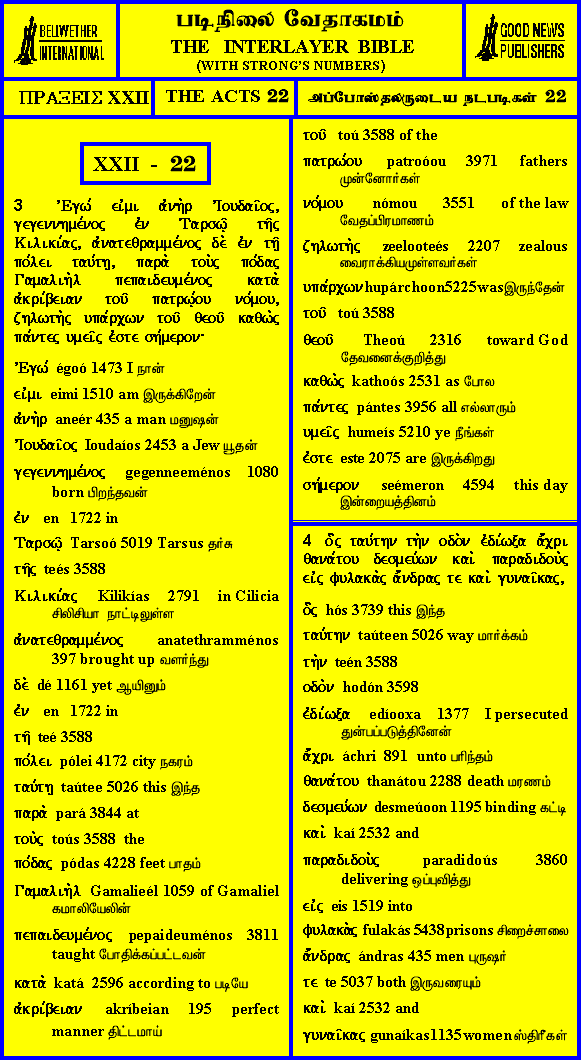 BELLWETHER
INTERNATIONAL
படிநிலை வேதாகமம்
THE INTERLAYER BIBLE
(WITH STRONG'S NUMBERS)
GOOD NEWS
PUBLISHERS
ΠΡΑΞΕΙΣ XXII
THE ACTS 22
அப்போஸ்தலருடைய நடபடிகள் 22
XXII - 22
3 Ἐγώ εἰμι ἀνὴρ Ἰουδαῖος,
γεγεννημένος ἐν Ταρσῷ τῆς
Κιλικίας, ἀνατεθραμμένος δὲ ἐν τῇ
πόλει ταύτῃ, παρὰ τοὺς πόδας
Γαμαλιὴλ πεπαιδευμένος κατὰ
ἀκρίβειαν τοῦ πατρῴου νόμου,
ζηλωτὴς υπάρχων τοῦ θεοῦ καθὼς
πάντες υμεῖς ἐστε σήμερον·
Ἐγώ égoó 1473 I நான்
εἰμι eimi 1510 am இருக்கிறேன்
ἀνὴρ aneér 435 a man மனுஷன்
Ἰουδαῖος Ioudaíos 2453 a Jew யூதன்
γεγεννημένος gegenneeménos 1080
born பிறந்தவன்
ἐν en 1722 in
Ταρσῷ Tarsoó 5019 Tarsus தர்சு
τῆς teés 3588
Κιλικίας Kilikías 2791 in Cilicia
சிலிசியா நாட்டிலுள்ள
ἀνατεθραμμένος anatethramménos
397 brought up வளர்ந்து
δὲ dé 1161 yet ஆயினும்
ἐν en 1722 in
τῇ teé 3588
πόλει pólei 4172 city நகரம்
ταύτῃ taútee 5026 this இந்த
παρὰ pará 3844 at
τοὺς toús 3588 the
πόδας pódas 4228 feet பாதம்
Γαμαλιὴλ Gamalieél 1059 of Gamaliel
கமாலியேலின்
πεπαιδευμένος pepaideuménos 3811
taught போதிக்கப்பட்டவன்
κατὰ katá 2596 according to படியே
ἀκρίβειαν akríbeian 195 perfect
manner திட்டமாய்
τοῦ toú 3588 of the
πατρώου patroóou 3971 fathers
முன்னோர்கள்
νόμου nómou 3551 of the law
வேதப்பிரமாணம்
ζηλωτὴς zeelooteés 2207 zealous
வைராக்கியமுள்ளவர்கள்
υπάρχων hupárchoon 5225 was இருந்தேன்
τοῦ toú 3588
θεοῦ Theoú 2316 toward God
தேவனைக்குறித்து
καθὼς kathoós 2531 as போல
πάντες pántes 3956 all எல்லாரும்
υμεῖς humeís 5210 ye நீங்கள்
ἐστε este 2075 are இருக்கிறது
σήμερον seémeron 4594 this day
இன்றையத்தினம்
4 ὃς ταύτην τὴν οδὸν ἐδίωξα ἄχρι
θανάτου δεσμεύων καὶ παραδιδοὺς
εἰς φυλακὰς ἄνδρας τε καὶ γυναῖκας,
ὃς hós 3739 this இந்த
ταύτην taúteen 5026 way மார்க்கம்
τὴν teén 3588
οδὸν hodón 3598
ἐδίωξα edíooxa 1377 I persecuted
துன்பப்படுத்தினேன்
ἄχρι áchri 891 unto பரிந்தம்
θανάτου thanátou 2288 death மரணம்
δεσμεύων desmeúoon 1195 binding கட்டி
καὶ kaí 2532 and
παραδιδοὺς paradidoús 3860
delivering ஒப்புவித்து
εἰς eis 1519 into
φυλακὰς fulakás 5438 prisons சிறைச்சாலை
ἄνδρας ándras 435 men புருஷர்
τε te 5037 both இருவரையும்
καὶ kaí 2532 and
γυναῖκας gunaíkas 1135 women ஸ்திரீகள்